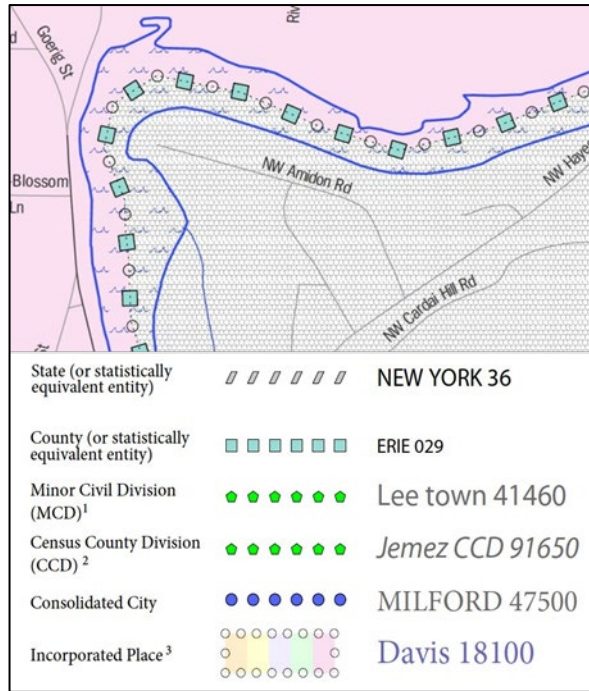 Goerig St
d
Riv
Blossom
Ln
NW Amidon Rd
NW Haye
NW Cardai Hill Rd
State (or statistically
equivalent entity)
NEW YORK 36
County (or statistically
equivalent entity)
ERIE 029
Minor Civil Division
(MCD)1
Lee town 41460
Census County Division
(CCD) 2
Jemez CCD 91650
Consolidated City
MILFORD 47500
Incorporated Place 3
Davis 18100